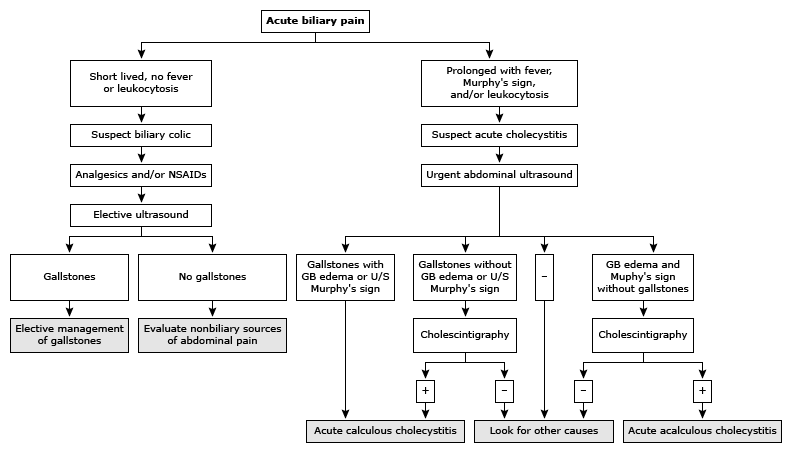 Acute biliary pain
Short lived, no fever
or leukocytosis
Prolonged with fever,
Murphy's sign,
and/or leukocytosis
Suspect biliary colic
Suspect acute cholecystitis
Analgesics and/or NSAIDs
Urgent abdominal ultrasound
Elective ultrasound
Gallstones
No gallstones
Gallstones with
GB edema or U/S
Murphy's sign
Gallstones without
GB edema or U/S
Murphy's sign
–
GB edema and
Muphy's sign
without gallstones
Elective management
of gallstones
Evaluate nonbiliary sources
of abdominal pain
Cholescintigraphy
Cholescintigraphy
+
–
–
+
Acute calculous cholecystitis
Look for other causes
Acute acalculous cholecystitis